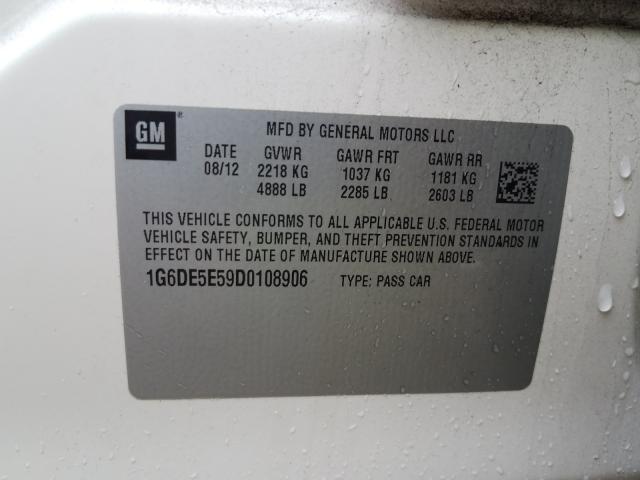 GM
MFD BY GENERAL MOTORS LLC
DATE GVWR GAWR FRT GAWR RR
08/12 2218 KG 1037 KG 1181 KG
4888 LB 2285 LB 2603 LB
THIS VEHICLE CONFORMS TO ALL APPLICABLE U.S. FEDERAL MOTOR
VEHICLE SAFETY, BUMPER, AND THEFT PREVENTION STANDARDS IN
EFFECT ON THE DATE OF MANUFACTURE SHOWN ABOVE.
1G6DE5E59D0108906 TYPE: PASS CAR